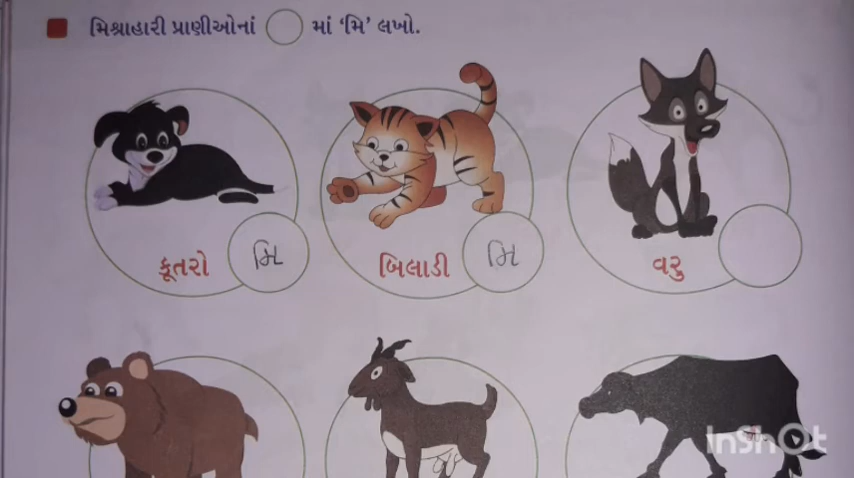 મિશ્રાહારી પ્રાણીઓનાં માં ‘મિ’ લખો.
કૂતરો મિ બિલાડી મિ વરુ
InShOt